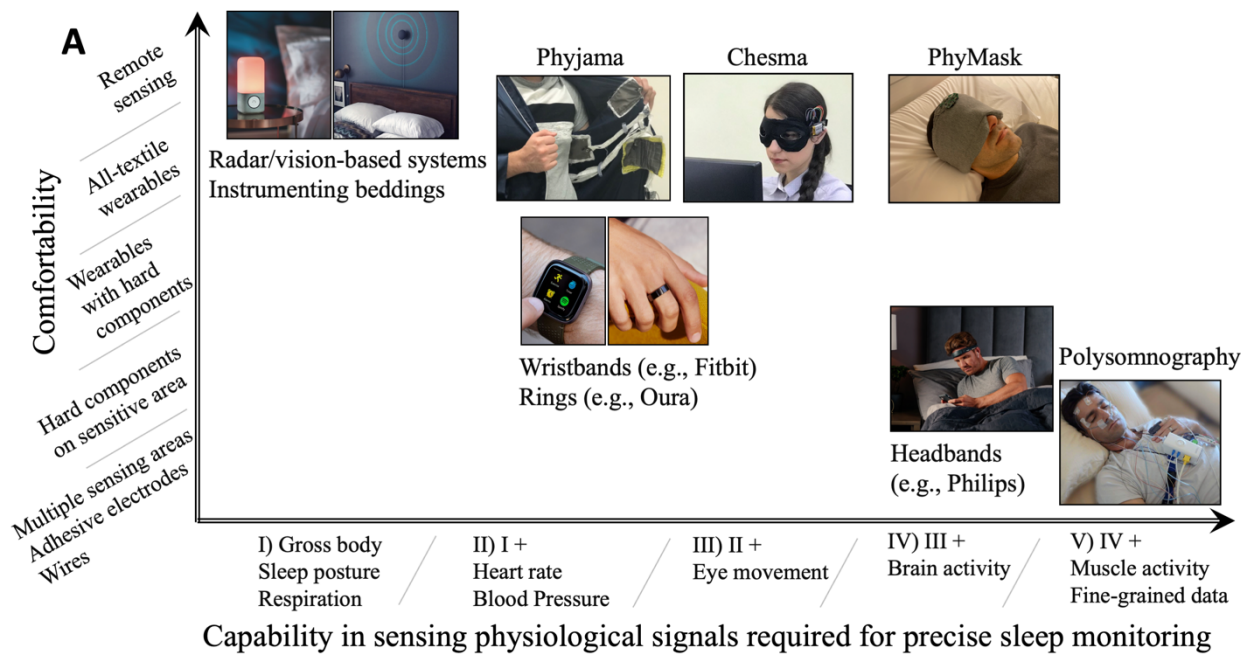 A
Comfortability
Remote
sensing
All-textile
wearables
Wearables
with hard
components
Hard components
on sensitive area
Multiple sensing areas
Adhesive electrodes
Wires
Radar/vision-based systems
Instrumenting beddings
Phyjama
Chesma
PhyMask
Wristbands (e.g., Fitbit)
Rings (e.g., Oura)
Headbands
(e.g., Philips)
Polysomnography
I) Gross body
Sleep posture
Respiration
II) I +
Heart rate
Blood Pressure
III) II +
Eye movement
IV) III +
Brain activity
V) IV +
Muscle activity
Fine-grained data
Capability in sensing physiological signals required for precise sleep monitoring